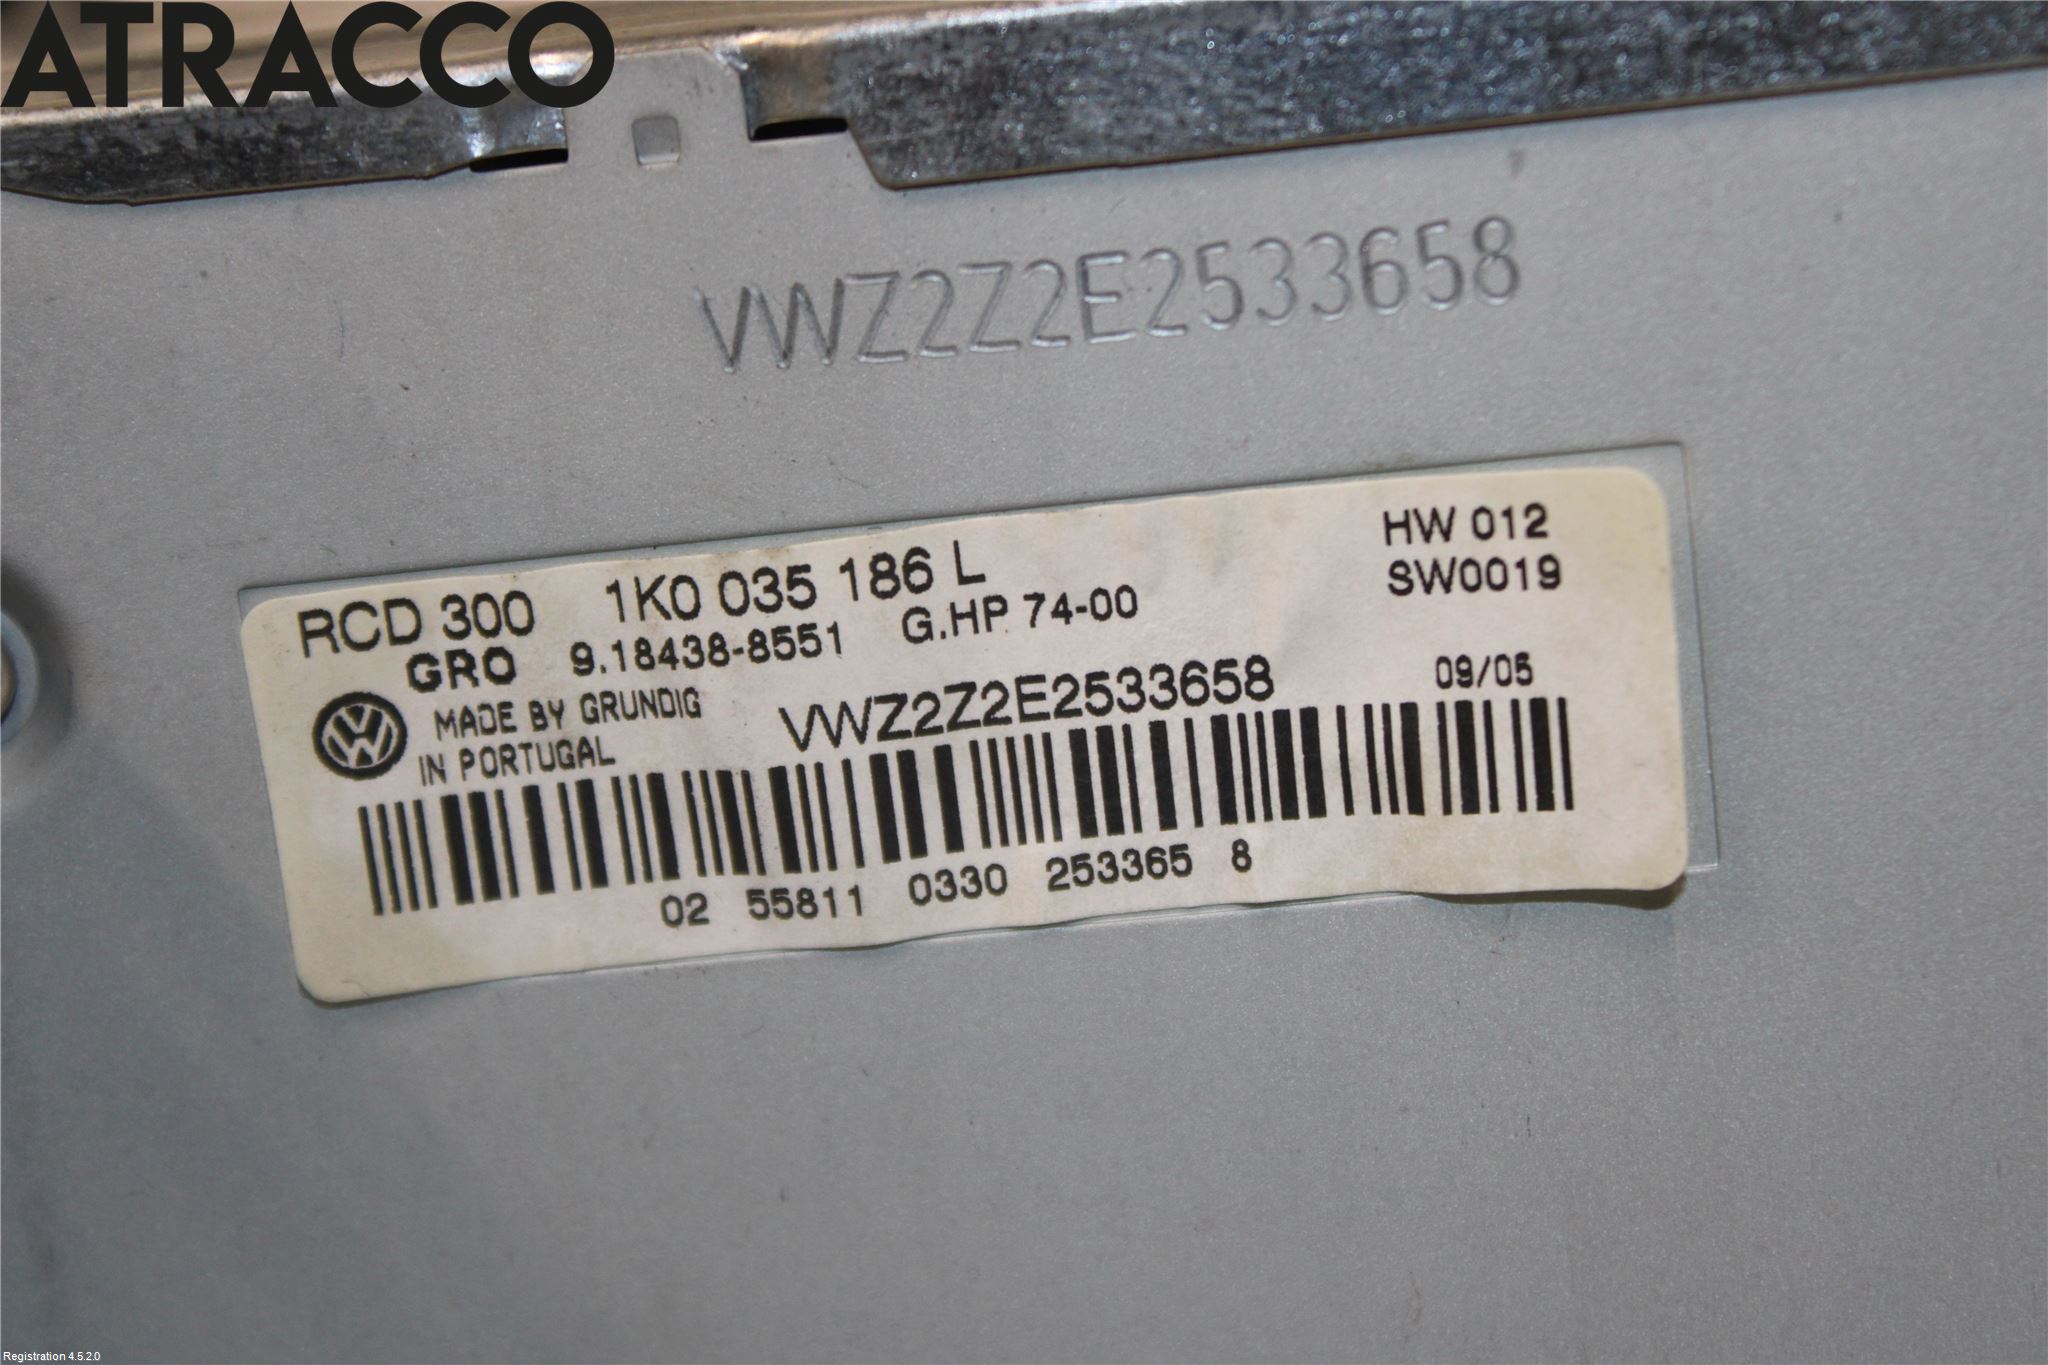 ATRACCO
VWZ2Z2E2533658
RCD 300 1K0 035 186 L
HW 012
SW0019
GRO 9.18438-8551 G.HP 74-00
MADE BY GRUNDIG
IN PORTUGAL
VWZ2Z2E2533658
09/05
02 55811 0330 253365 8
Registration 4.5.2.0